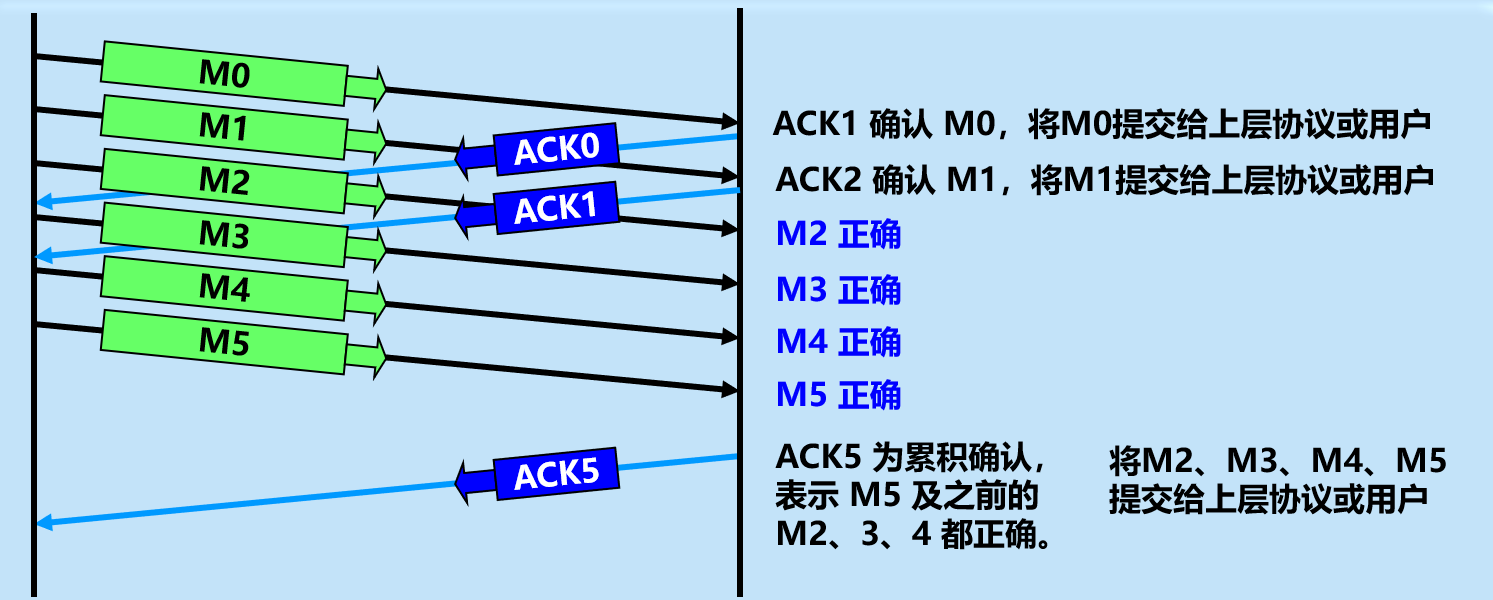 M0
M1
M2
M3
M4
M5
ACK0
ACK1
ACK5
ACK1 确认 M0，将M0提交给上层协议或用户
ACK2 确认 M1，将M1提交给上层协议或用户
M2 正确
M3 正确
M4 正确
M5 正确
ACK5 为累积确认，
表示 M5 及之前的
M2、3、4 都正确。
将M2、M3、M4、M5
提交给上层协议或用户